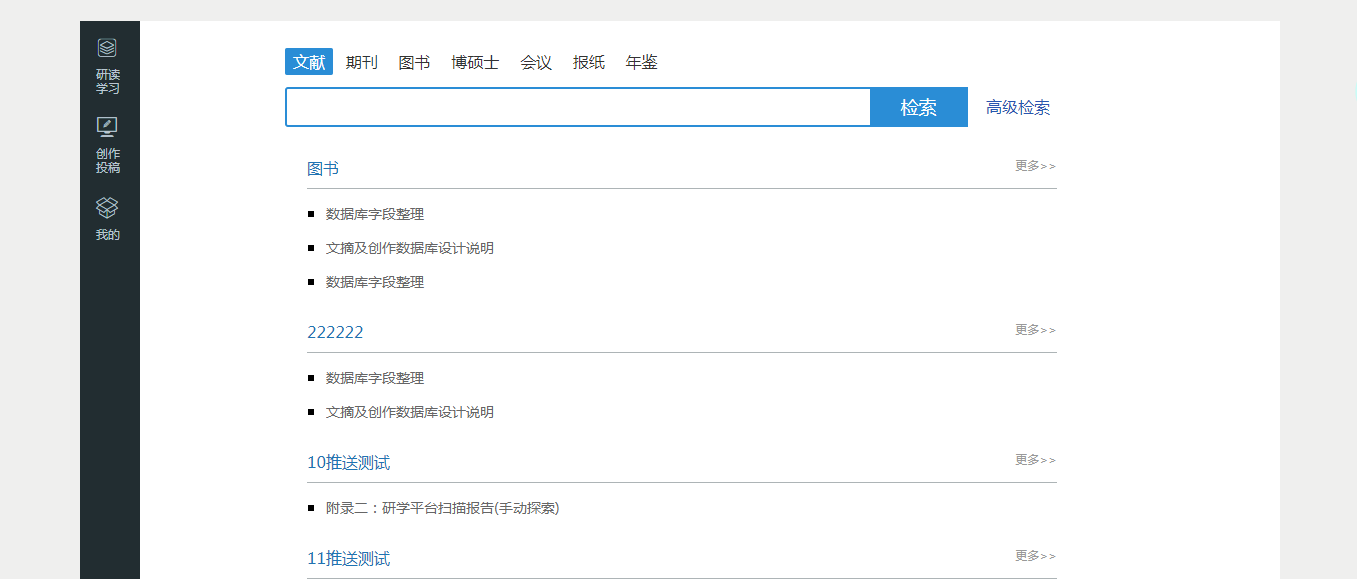 研读
学习
创作
投稿
我的
文献 期刊 图书 博硕士 会议 报纸 年鉴
检索 高级检索
图书 更多>>
数据库字段整理
文摘及创作数据库设计说明
数据库字段整理
222222 更多>>
数据库字段整理
文摘及创作数据库设计说明
10推送测试 更多>>
附录二：研学平台扫描报告(手动探索)
11推送测试 更多>>